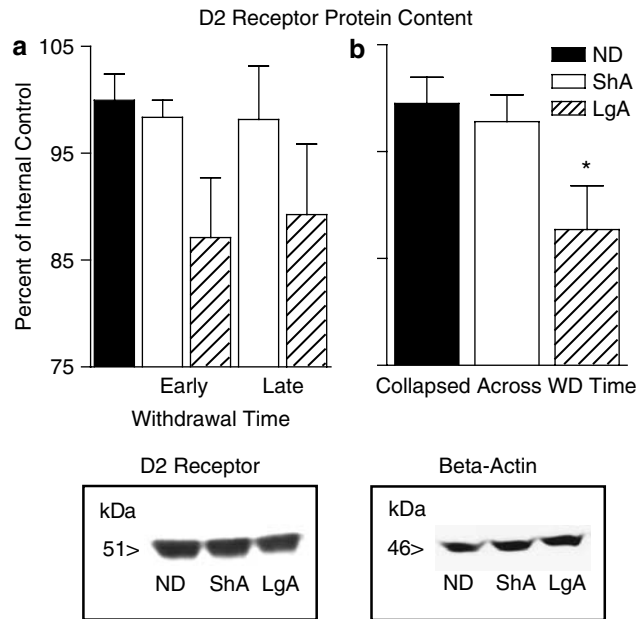 D2 Receptor Protein Content
a
b
105
95
85
75
Percent of Internal Control
Early
Late
Withdrawal Time
ND
ShA
LgA
*
Collapsed Across WD Time
D2 Receptor
kDa
51>
ND ShA LgA
Beta-Actin
kDa
46>
ND ShA LgA